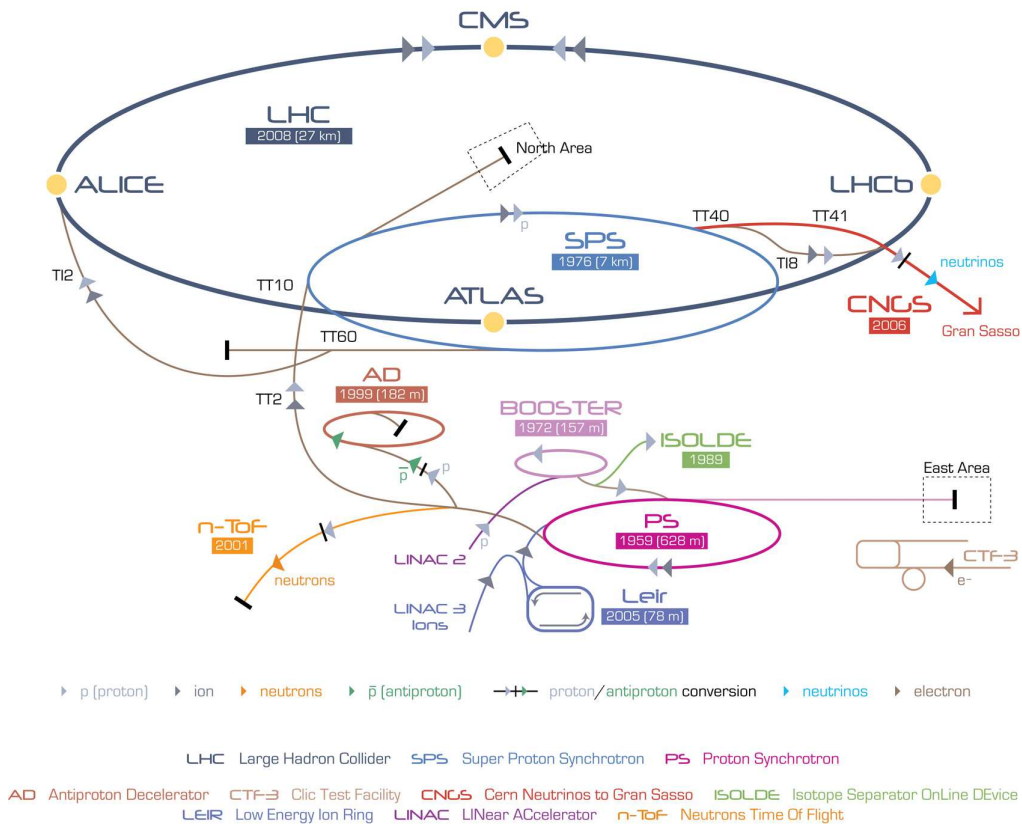 CMS
LHC
2008 (27 km)
North Area
ALICE
LHCb
TT40
TT41
p
SPS
1976 (7 km)
TI8
neutrinos
TI2
TT10
ATLAS
CNGS
2006
Gran Sasso
TT60
AD
1999 (182 m)
TT2
BOOSTER
1972 (157 m)
ISOLDE
1989
p̄
p
East Area
n-ToF
2001
LINAC 2
p
PS
1959 (628 m)
neutrons
CTF-3
e-
LINAC 3
Ions
Leir
2005 (78 m)
p (proton) ion neutrons p̄ (antiproton) proton/antiproton conversion neutrinos electron
LHC Large Hadron Collider SPS Super Proton Synchrotron PS Proton Synchrotron
AD Antiproton Decelerator CTF-3 Clic Test Facility CNGS Cern Neutrinos to Gran Sasso ISOLDE Isotope Separator OnLine DEvice
LEIR Low Energy Ion Ring LINAC LINear ACcelerator n-ToF Neutrons Time Of Flight